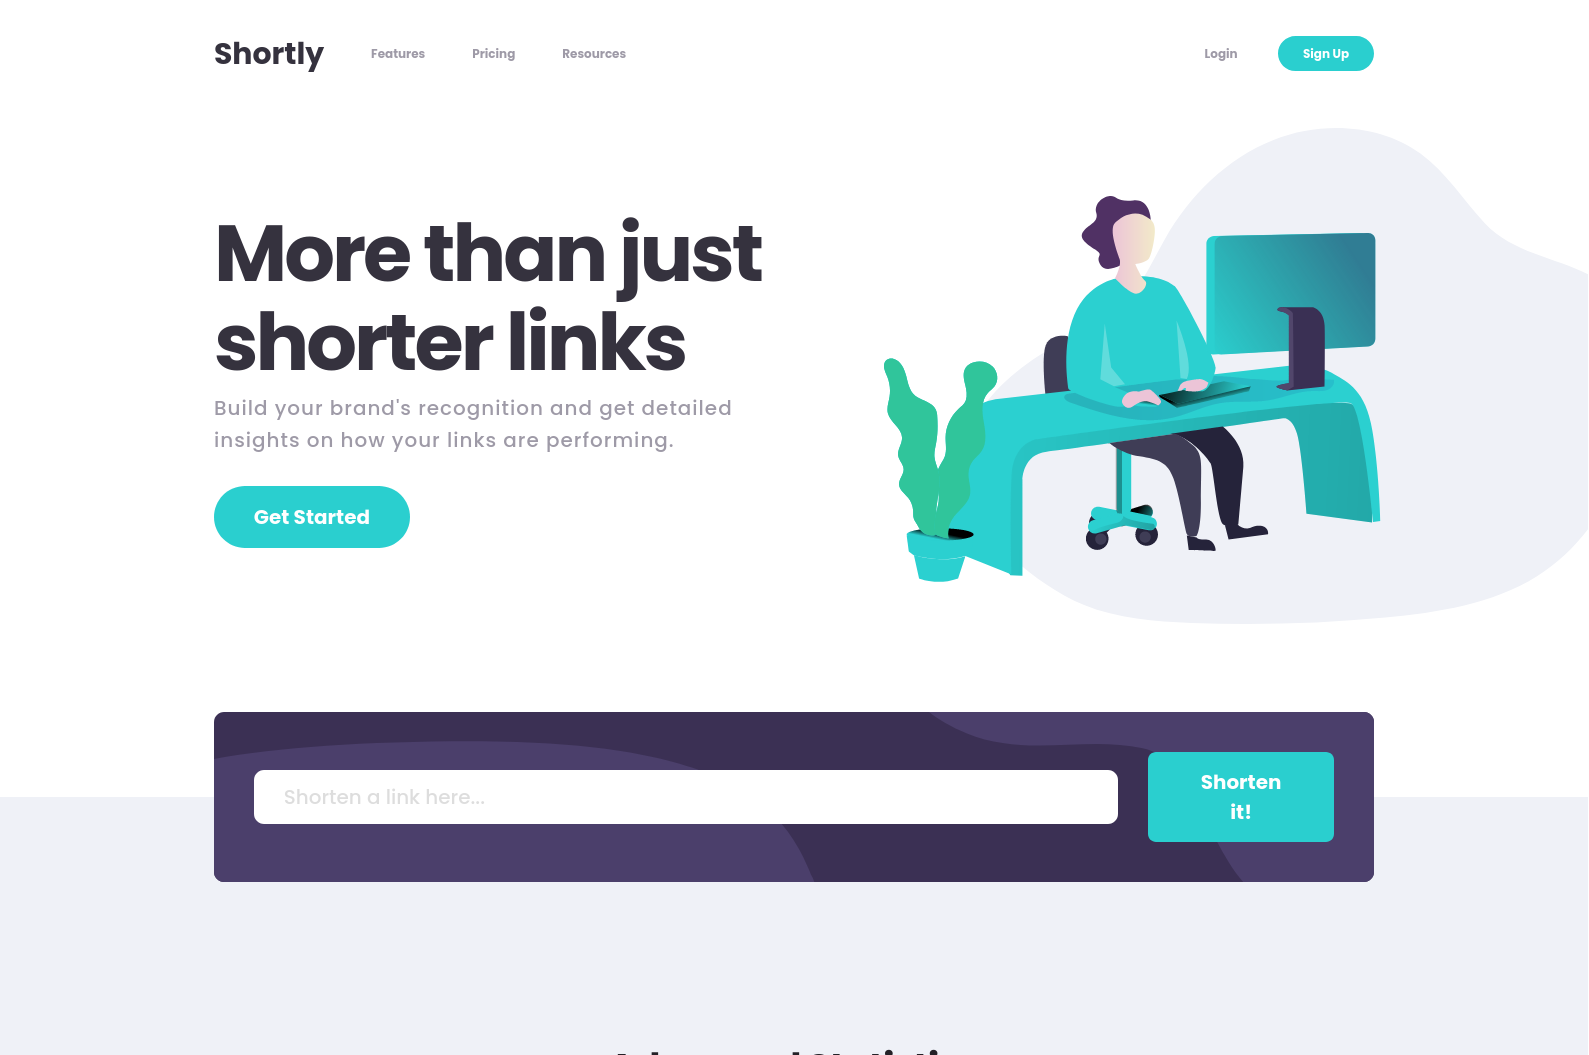 Shortly
Features
Pricing
Resources
Login
Sign Up
More than just
shorter links
Build your brand's recognition and get detailed
insights on how your links are performing.
Get Started
Shorten a link here...
Shorten
it!